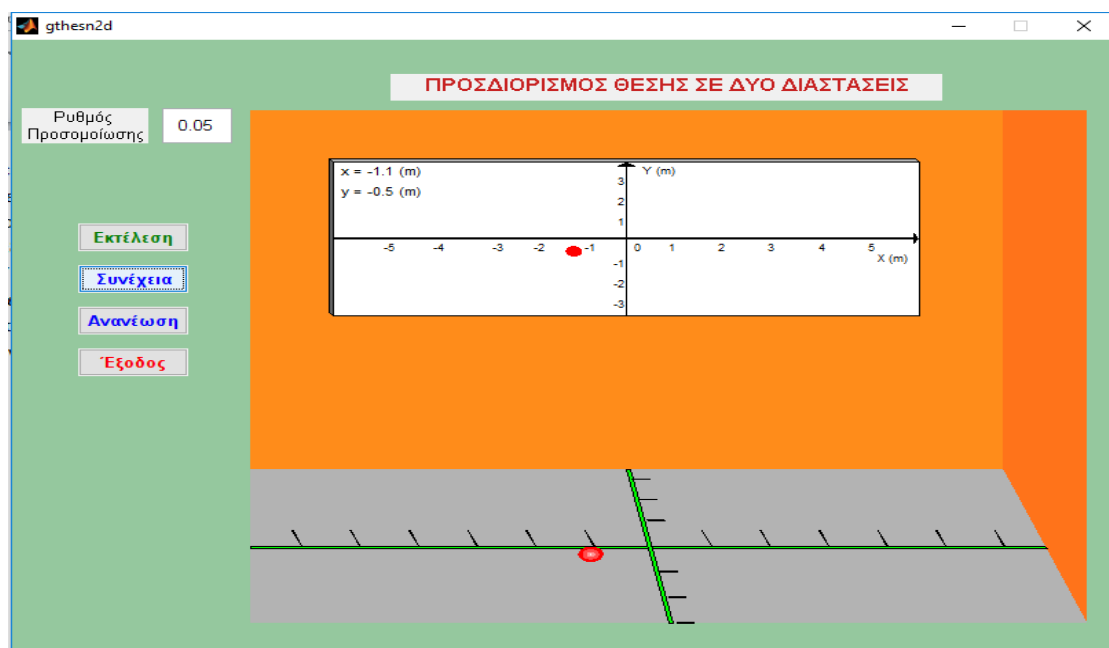 gthesn2d
ΠΡΟΣΔΙΟΡΙΣΜΟΣ ΘΕΣΗΣ ΣΕ ΔΥΟ ΔΙΑΣΤΑΣΕΙΣ
Ρυθμός
Προσομοίωσης
0.05
x = -1.1 (m)
y = -0.5 (m)
Y (m)
3
2
1
-5 -4 -3 -2 -1 0 1 2 3 4 5
X (m)
-1
-2
-3
Εκτέλεση
Συνέχεια
Ανανέωση
Έξοδος